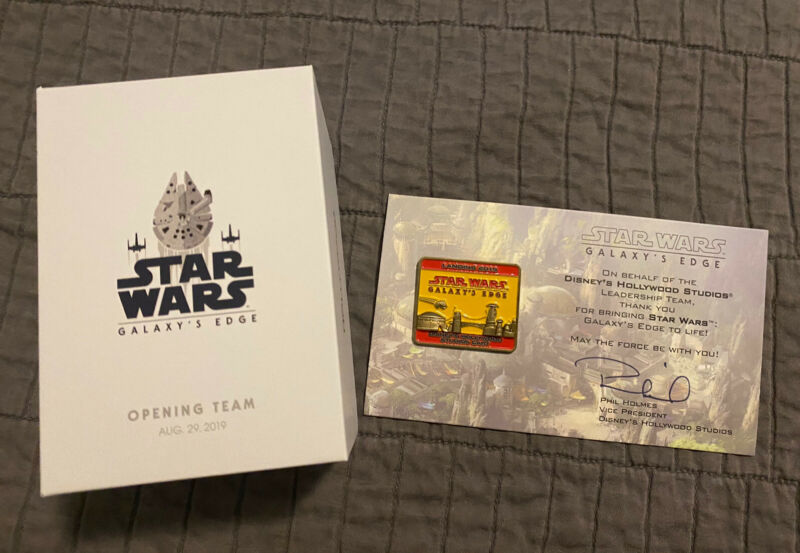 STAR
WARS
GALAXY'S EDGE
OPENING TEAM
AUG. 29, 2019
LANDING 2019
STAR WARS
GALAXY'S EDGE
STAR WARS
GALAXY'S EDGE
ON BEHALF OF THE
DISNEY'S HOLLYWOOD STUDIOS®
LEADERSHIP TEAM,
THANK YOU
FOR BRINGING STAR WARS™:
GALAXY'S EDGE TO LIFE!
MAY THE FORCE BE WITH YOU!
PHIL HOLMES
VICE PRESIDENT
DISNEY'S HOLLYWOOD STUDIOS